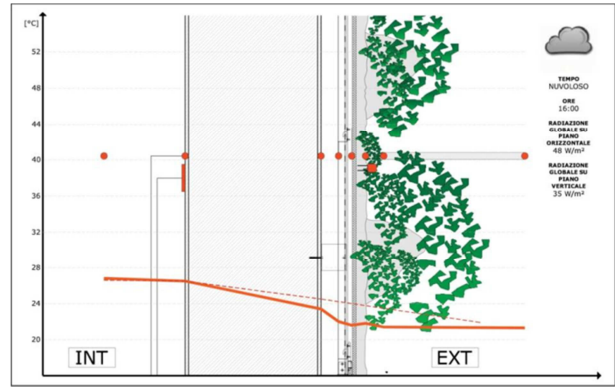 [°C]
52
48
44
40
36
32
28
24
20
INT
EXT
TEMPO
NUVOLOSO
ORE
16:00
RADIAZIONE
GLOBALE SU
PIANO
ORIZZONTALE
48 W/m²
RADIAZIONE
GLOBALE SU
PIANO
VERTICALE
35 W/m²